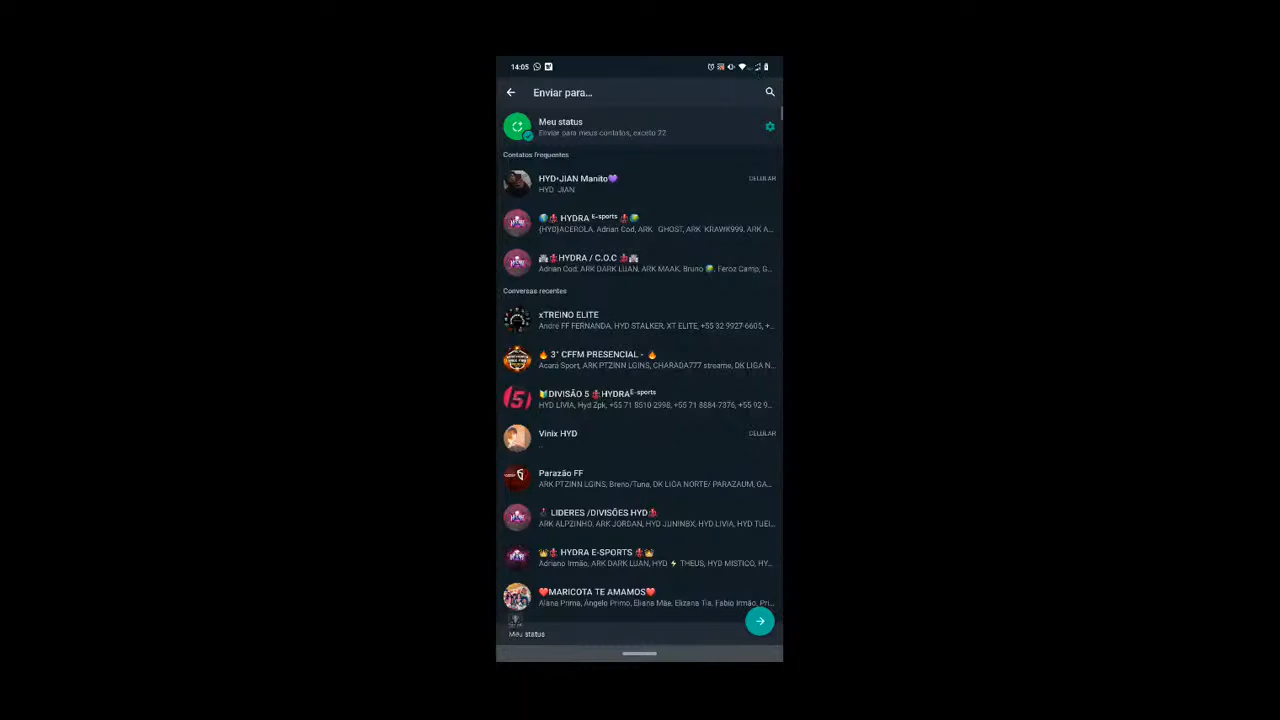 14:05
Enviar para...
Meu status
Enviar para meus contatos, exceto 22
Contatos frequentes
HYD•JIAN Manito💜
CELULAR
HYD JIAN
🌎🐙 HYDRA ᴱ⁻ˢᵖᵒʳᵗˢ 🐙🌎
{HYD}ACEROLA, Adrian Cod, ARK GHOST, ARK KRAWK999, ARK A...
🏰🐙HYDRA / C.O.C 🐙🏰
Adrian Cod, ARK DARK LUAN, ARK MAAK, Bruno, Feroz Camp, G...
Conversas recentes
xTREINO ELITE
Andre FF FERNANDA, HYD STALKER, XT ELITE, +55 32 9927-6605, +...
🔥 3° CFFM PRESENCIAL - 🔥
Acará Sport, ARK PTZINN LGINS, CHARADA777 streame, DK LIGA N...
🔰DIVISÃO 5 🐙HYDRAᴱ⁻ˢᵖᵒʳᵗˢ
HYD LIVIA, Hyd Zpk, +55 71 8510-2998, +55 71 8884-7376, +55 92 9...
Vinix HYD
CELULAR
..
Parazão FF
ARK PTZINN LGINS, Breno/Tuna, DK LIGA NORTE/ PARAZAUM, GA...
LIDERES /DIVISÕES HYD🐙
ARK ALPZINHO, ARK JORDAN, HYD JUNINBX, HYD LIVIA, HYD TUEI...
👑🐙 HYDRA E-SPORTS 🐙👑
Adriano Irmão, ARK DARK LUAN, HYD ⚡ THEUS, HYD MISTICO, HY...
❤️MARICOTA TE AMAMOS❤️
Alana Prima, Ângelo Primo, Eliana Mãe, Elizana Tia, Fabio Irmão, Pri...
Meu status